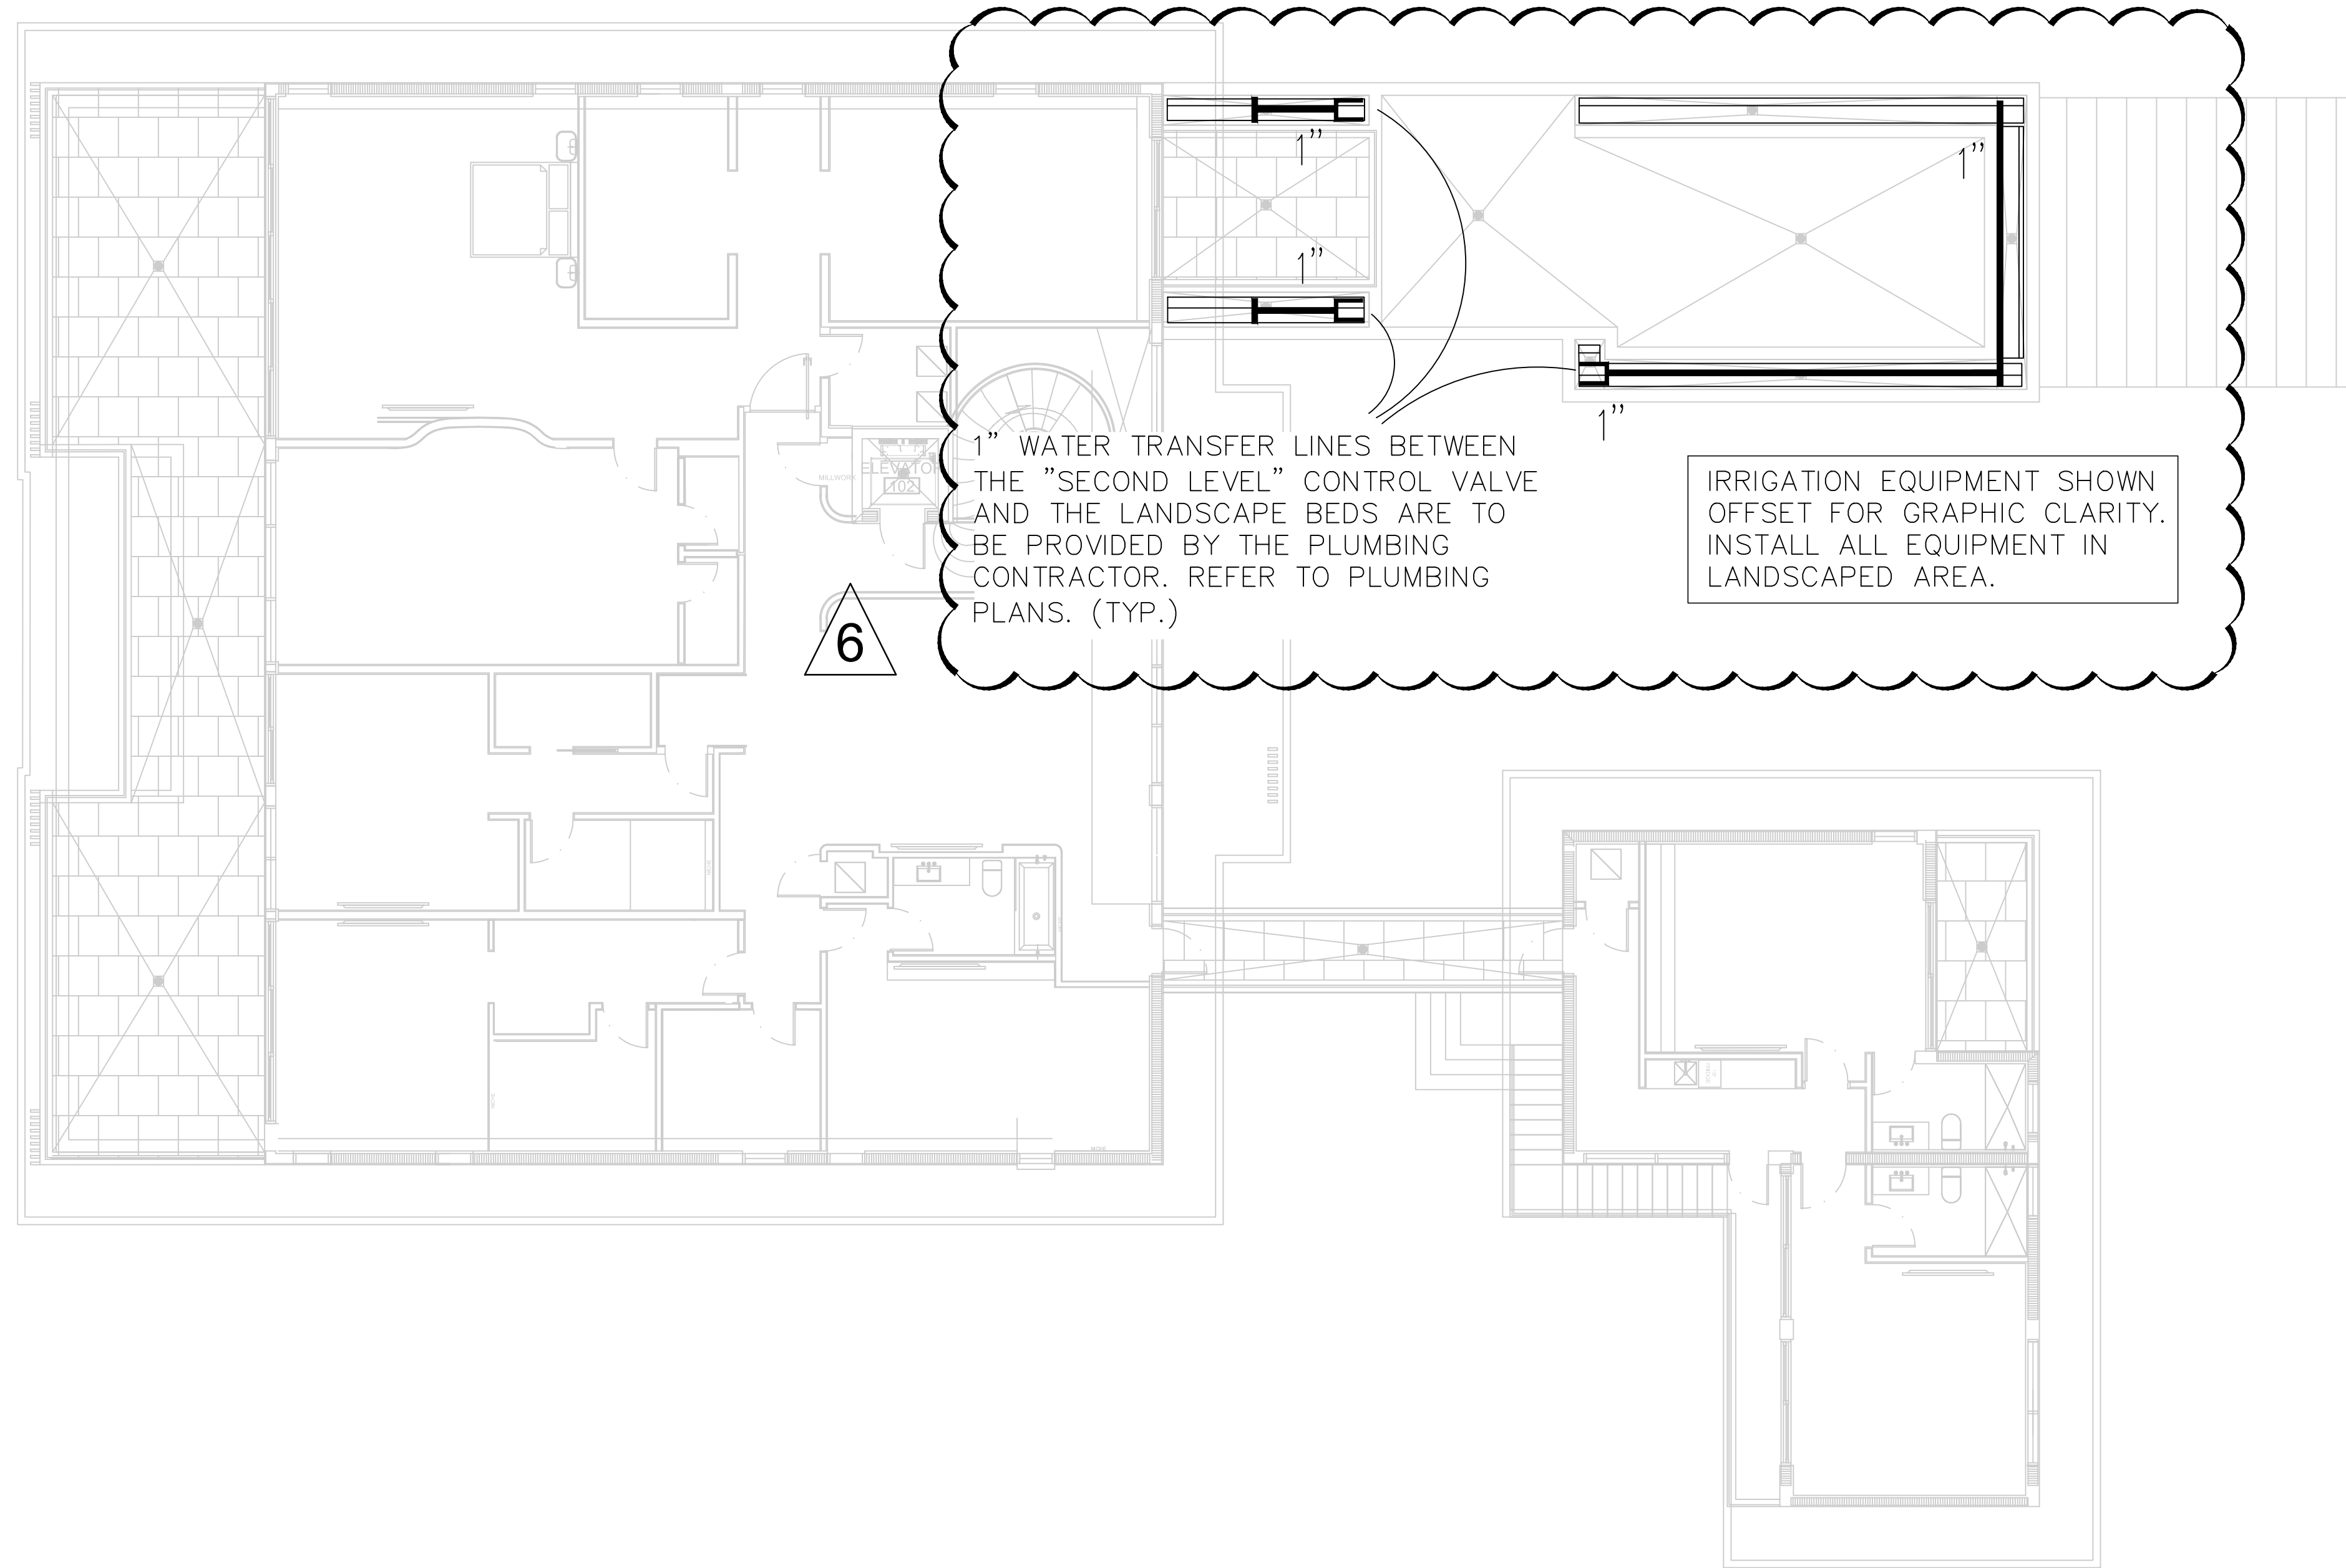 1"
1"
1"
1"
1" WATER TRANSFER LINES BETWEEN
THE "SECOND LEVEL" CONTROL VALVE
AND THE LANDSCAPE BEDS ARE TO
BE PROVIDED BY THE PLUMBING
CONTRACTOR. REFER TO PLUMBING
PLANS. (TYP.)
IRRIGATION EQUIPMENT SHOWN
OFFSET FOR GRAPHIC CLARITY.
INSTALL ALL EQUIPMENT IN
LANDSCAPED AREA.
ELEVATOR
102
MILLWORK
6